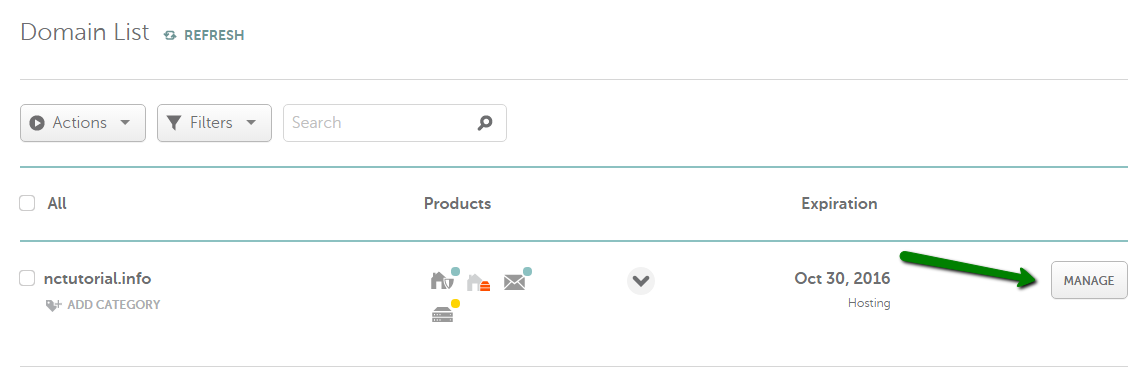 Domain List REFRESH
Actions Filters Search
All Products Expiration
nctutorial.info Oct 30, 2016 MANAGE
ADD CATEGORY Hosting